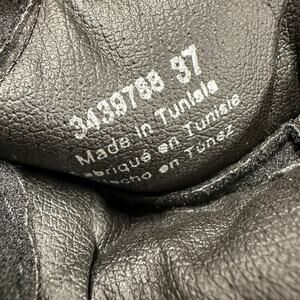 3439788 37
Made in Tunisia
Fabriqué en Tunisie
Hecho en Túnez